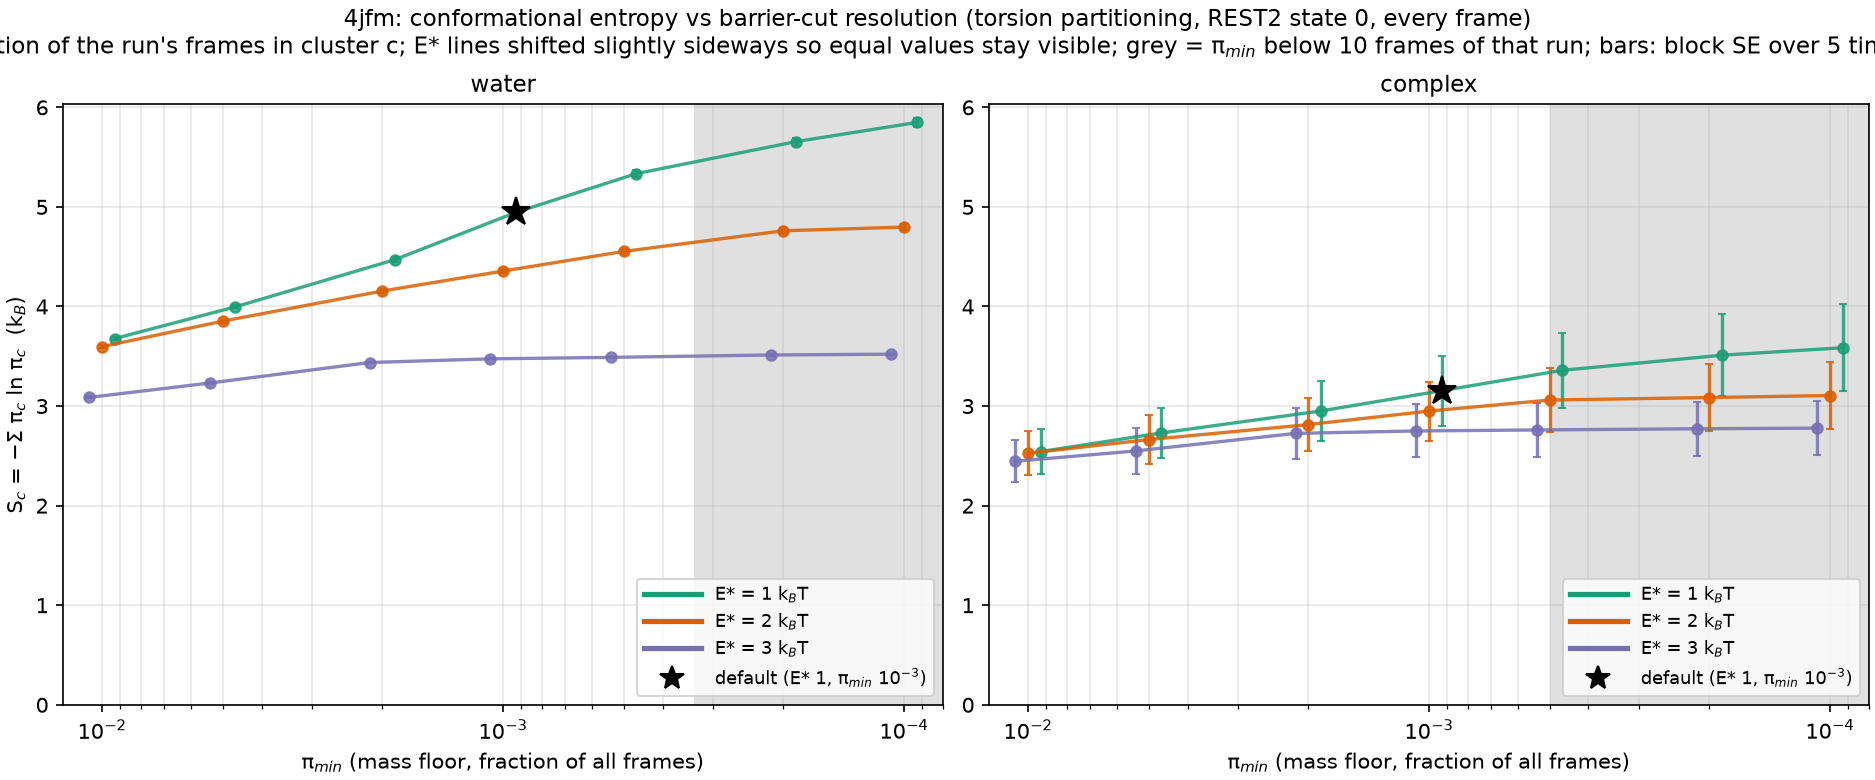 4jfm: conformational entropy vs barrier-cut resolution (torsion partitioning, REST2 state 0, every frame)
tion of the run's frames in cluster c; E* lines shifted slightly sideways so equal values stay visible; grey = π_min below 10 frames of that run; bars: block SE over 5 tin
water
complex
S_c = −Σ π_c ln π_c (k_B)
6
5
4
3
2
1
0
10⁻²
10⁻³
10⁻⁴
π_min (mass floor, fraction of all frames)
E* = 1 k_BT
E* = 2 k_BT
E* = 3 k_BT
default (E* 1, π_min 10⁻³)
6
5
4
3
2
1
0
10⁻²
10⁻³
10⁻⁴
π_min (mass floor, fraction of all frames)
E* = 1 k_BT
E* = 2 k_BT
E* = 3 k_BT
default (E* 1, π_min 10⁻³)